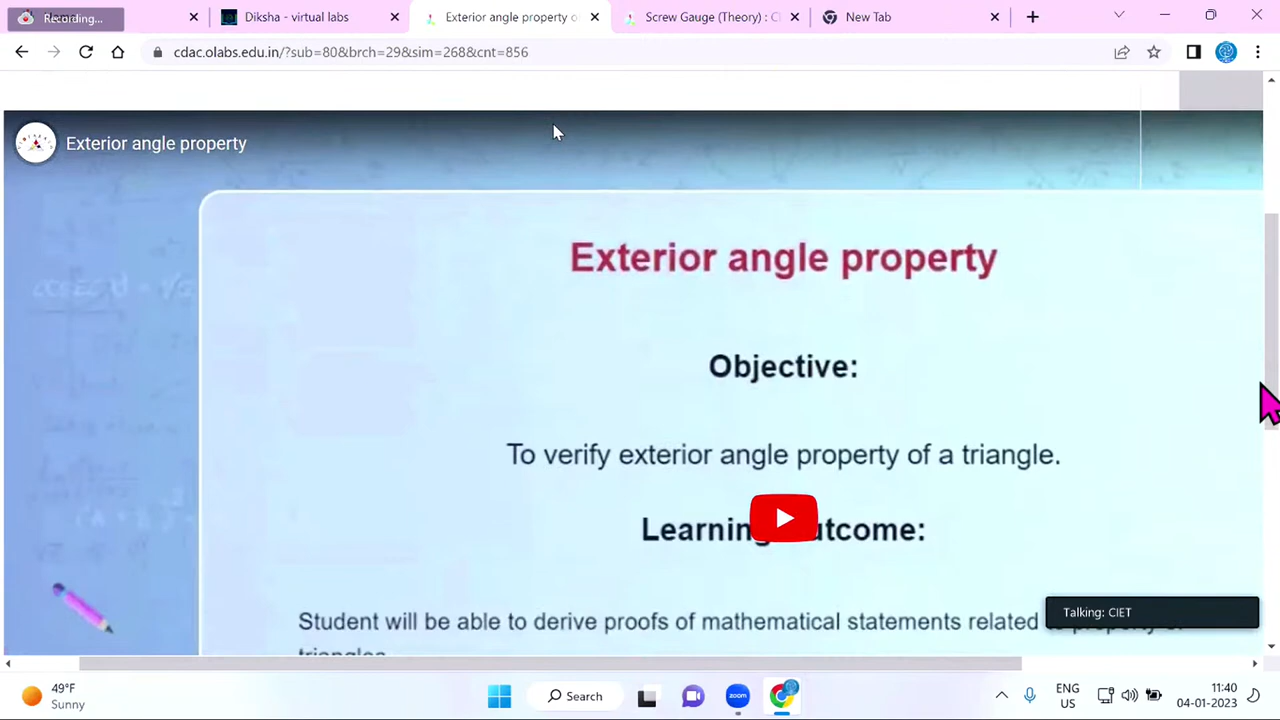 Recording...
Diksha - virtual labs
Exterior angle property o
Screw Gauge (Theory) : C
New Tab
cdac.olabs.edu.in/?sub=80&brch=29&sim=268&cnt=856
Exterior angle property
Exterior angle property
Objective:
To verify exterior angle property of a triangle.
Learning utcome:
Talking: CIET
Student will be able to derive proofs of mathematical statements related
49°F
Sunny
Search
zoom
ENG
US
11:40
04-01-2023